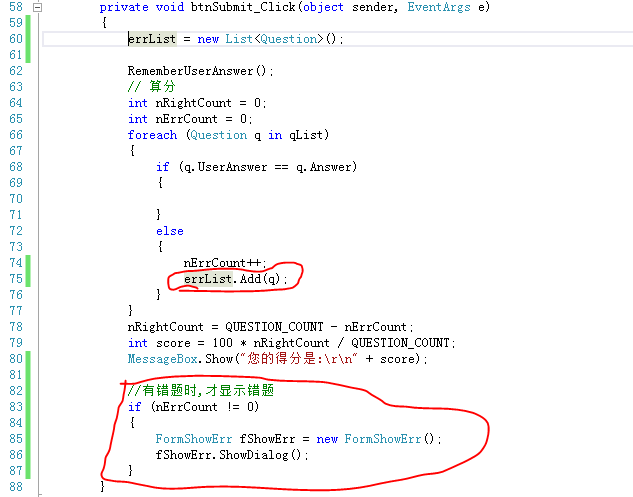 58 private void btnSubmit_Click(object sender, EventArgs e)
59 {
60 errList = new List<Question>();
61
62 RememberUserAnswer();
63 // 算分
64 int nRightCount = 0;
65 int nErrCount = 0;
66 foreach (Question q in qList)
67 {
68 if (q.UserAnswer == q.Answer)
69 {
70
71 }
72 else
73 {
74 nErrCount++;
75 errList.Add(q);
76 }
77 }
78 nRightCount = QUESTION_COUNT - nErrCount;
79 int score = 100 * nRightCount / QUESTION_COUNT;
80 MessageBox.Show("您的得分是:\r\n" + score);
81
82 //有错题时,才显示错题
83 if (nErrCount != 0)
84 {
85 FormShowErr fShowErr = new FormShowErr();
86 fShowErr.ShowDialog();
87 }
88 }